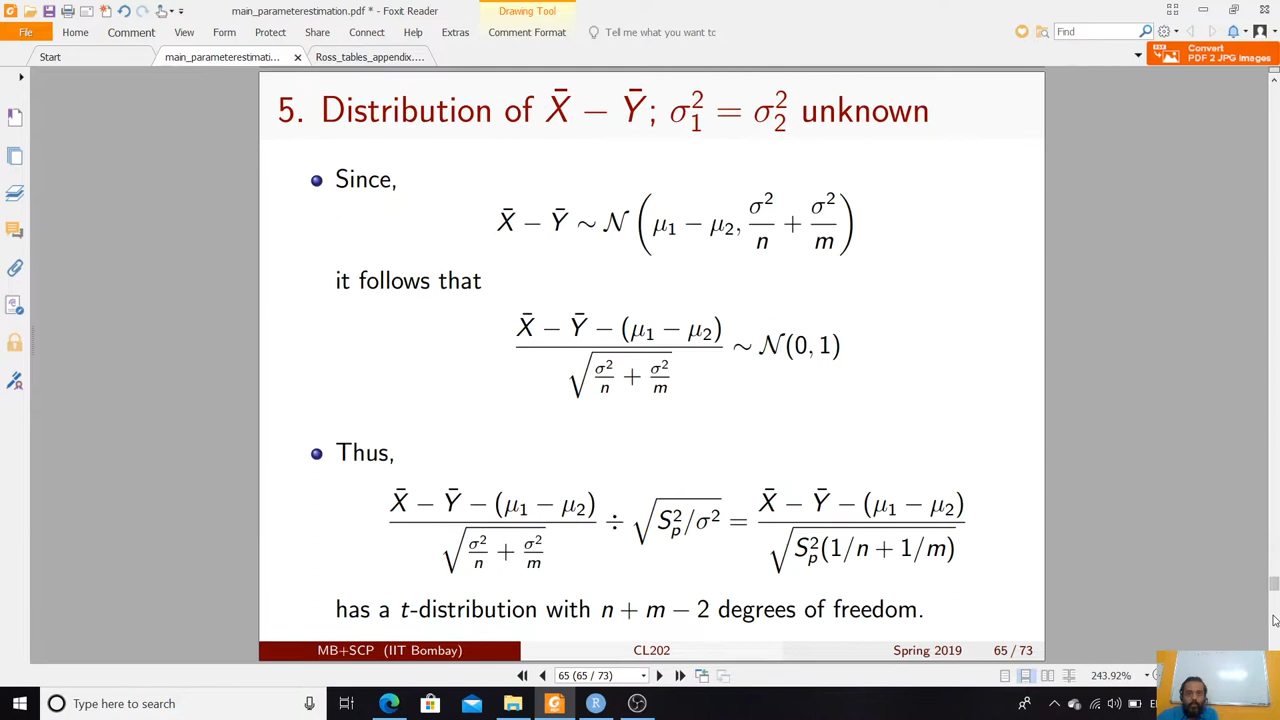 main_parameterestimation.pdf * - Foxit Reader
Drawing Tool
File Home Comment View Form Protect Share Connect Help Extras Comment Format Tell me what you want tc Find
Start main_parameterestimati... Ross_tables_appendix.... Convert PDF 2 JPG Images
5. Distribution of X̄ − Ȳ; σ₁² = σ₂² unknown
Since,
X̄ − Ȳ ∼ N (μ₁ − μ₂, σ²/n + σ²/m)
it follows that
X̄ − Ȳ − (μ₁ − μ₂) / √(σ²/n + σ²/m) ∼ N(0, 1)
Thus,
X̄ − Ȳ − (μ₁ − μ₂) / √(σ²/n + σ²/m) ÷ √(Sₚ²/σ²) = X̄ − Ȳ − (μ₁ − μ₂) / √(Sₚ²(1/n + 1/m))
has a t-distribution with n + m − 2 degrees of freedom.
MB+SCP (IIT Bombay) CL202 Spring 2019 65 / 73
65 (65 / 73) 243.92%
Type here to search